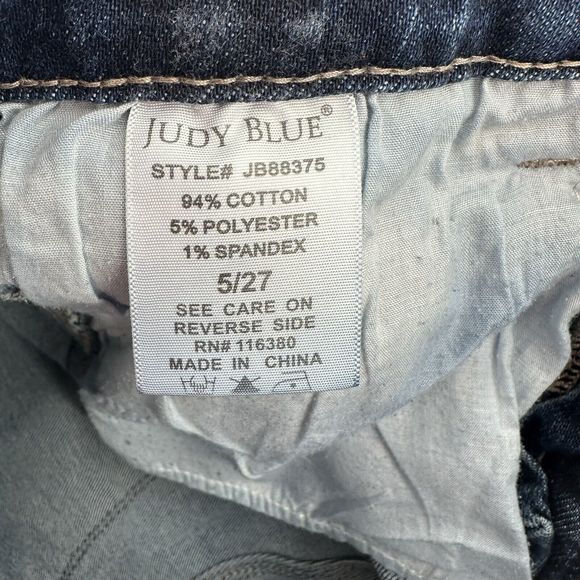 JUDY BLUE®
STYLE# JB88375
94% COTTON
5% POLYESTER
1% SPANDEX
5/27
SEE CARE ON
REVERSE SIDE
RN# 116380
MADE IN CHINA